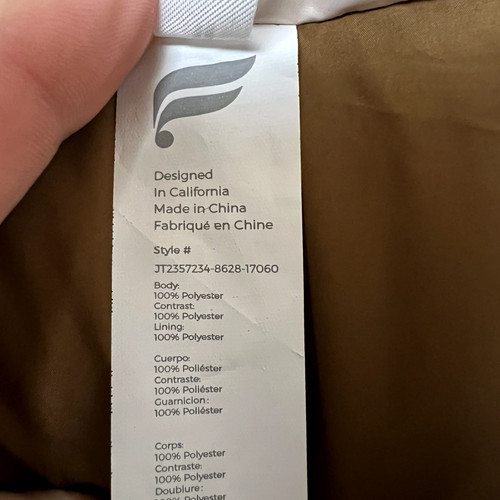 Designed
In California
Made in China
Fabriqué en Chine
Style #
JT2357234-8628-17060
Body:
100% Polyester
Contrast:
100% Polyester
Lining:
100% Polyester
Cuerpo:
100% Poliéster
Contraste:
100% Poliéster
Guarnicion:
100% Poliéster
Corps:
100% Polyester
Contraste:
100% Polyester
Doublure:
100% Polyester